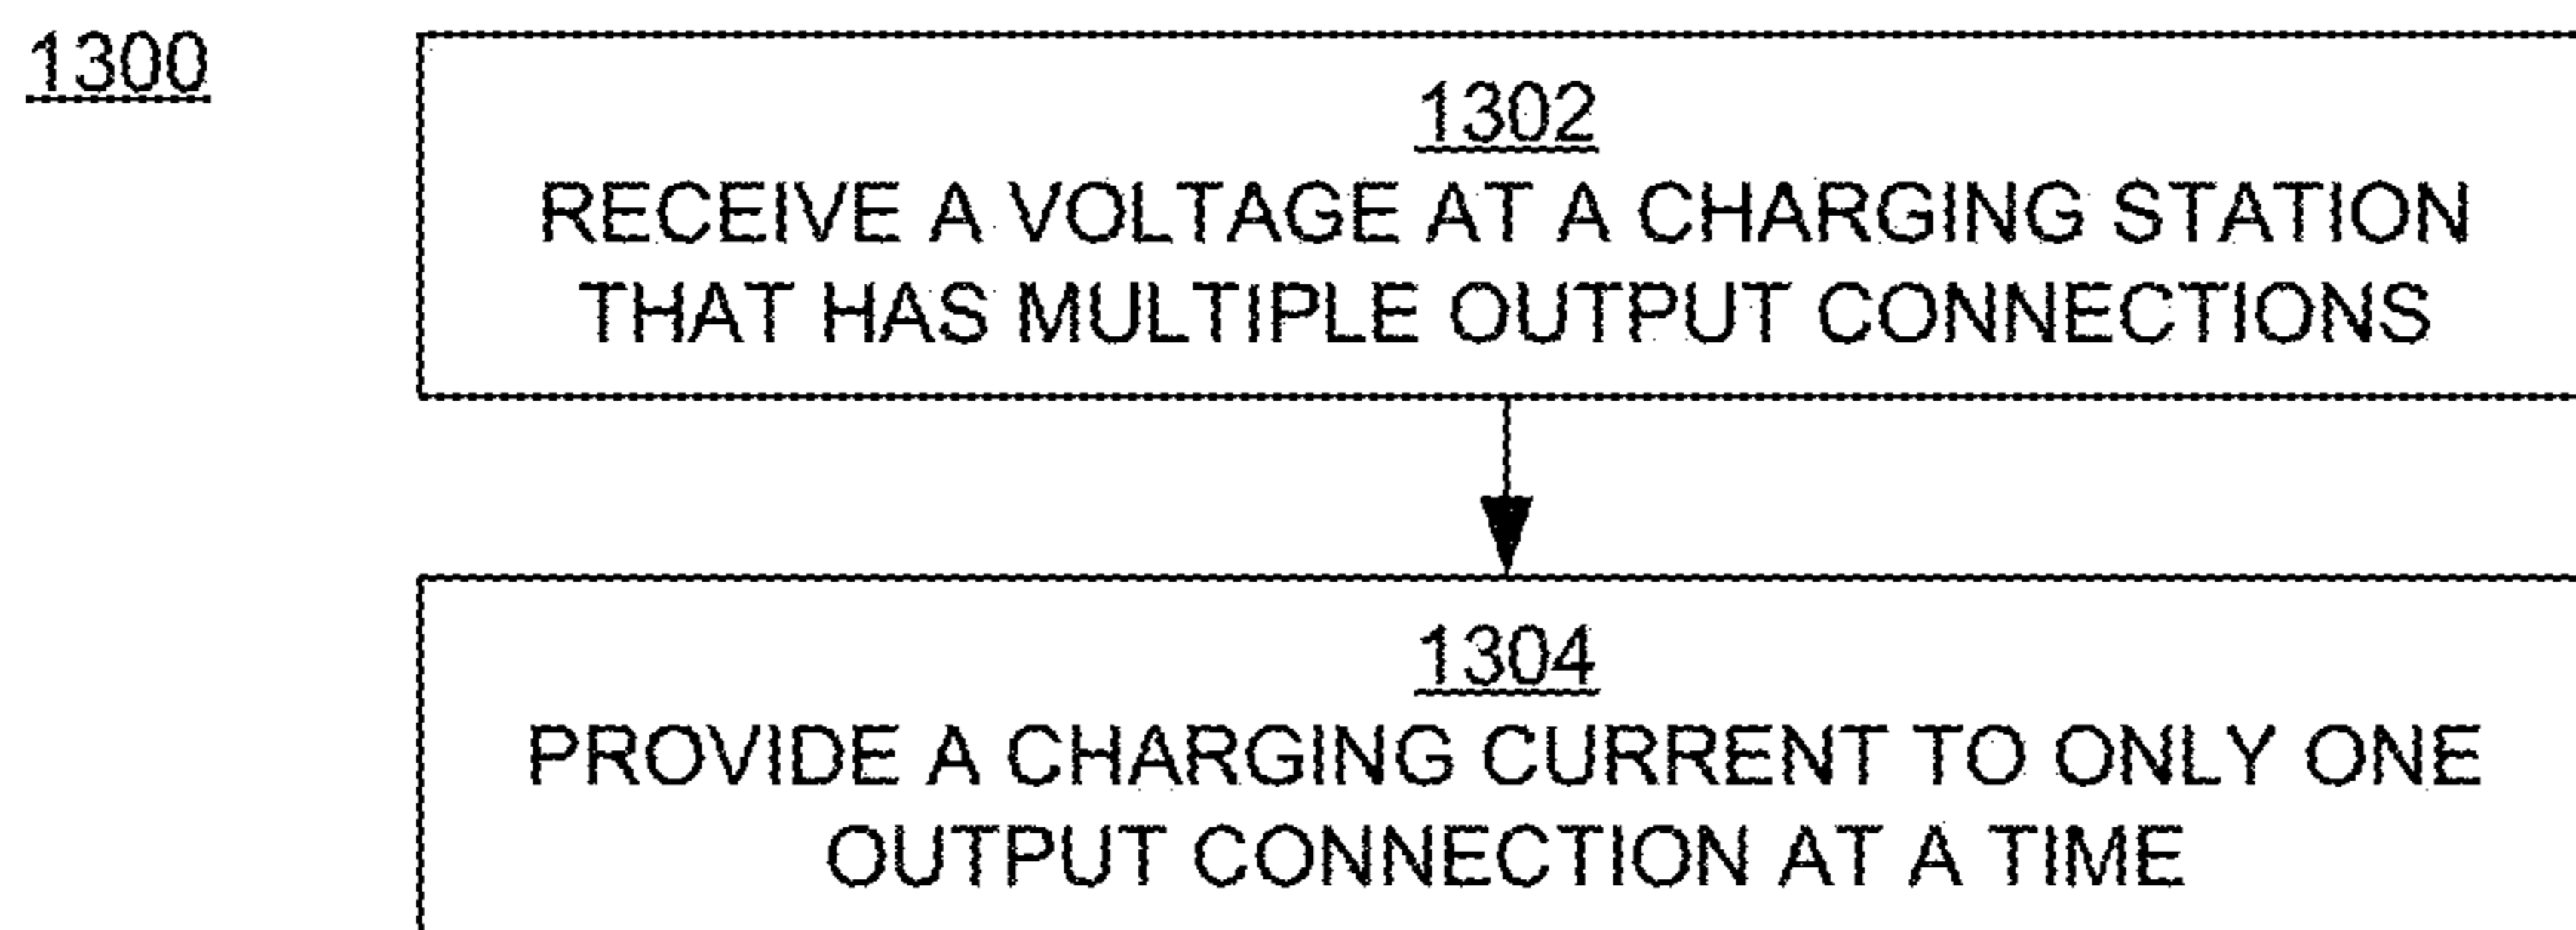 1300
1302
RECEIVE A VOLTAGE AT A CHARGING STATION
THAT HAS MULTIPLE OUTPUT CONNECTIONS
1304
PROVIDE A CHARGING CURRENT TO ONLY ONE
OUTPUT CONNECTION AT A TIME